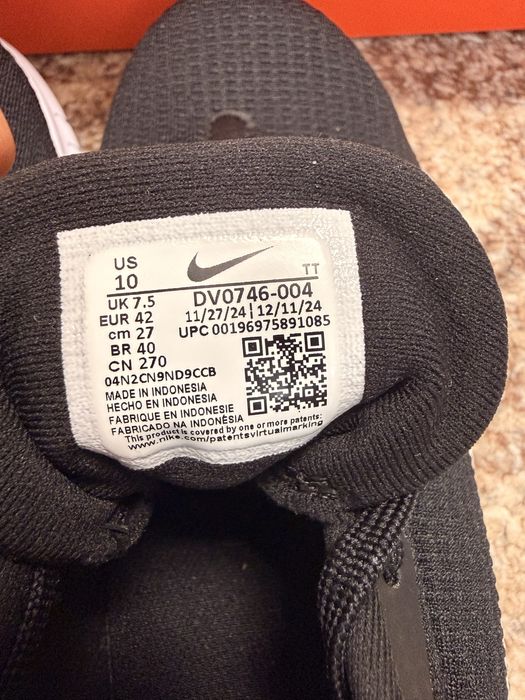 US
10
UK 7.5
EUR 42
cm 27
BR 40
CN 270
TT
DV0746-004
11/27/24 | 12/11/24
UPC 00196975891085
04N2CN9ND9CCB
MADE IN INDONESIA
HECHO EN INDONESIA
FABRIQUE EN INDONESIE
FABRICADO NA INDONÉSIA
This product is covered by one or more patents:
www.nike.com/patentsvirtualmarking